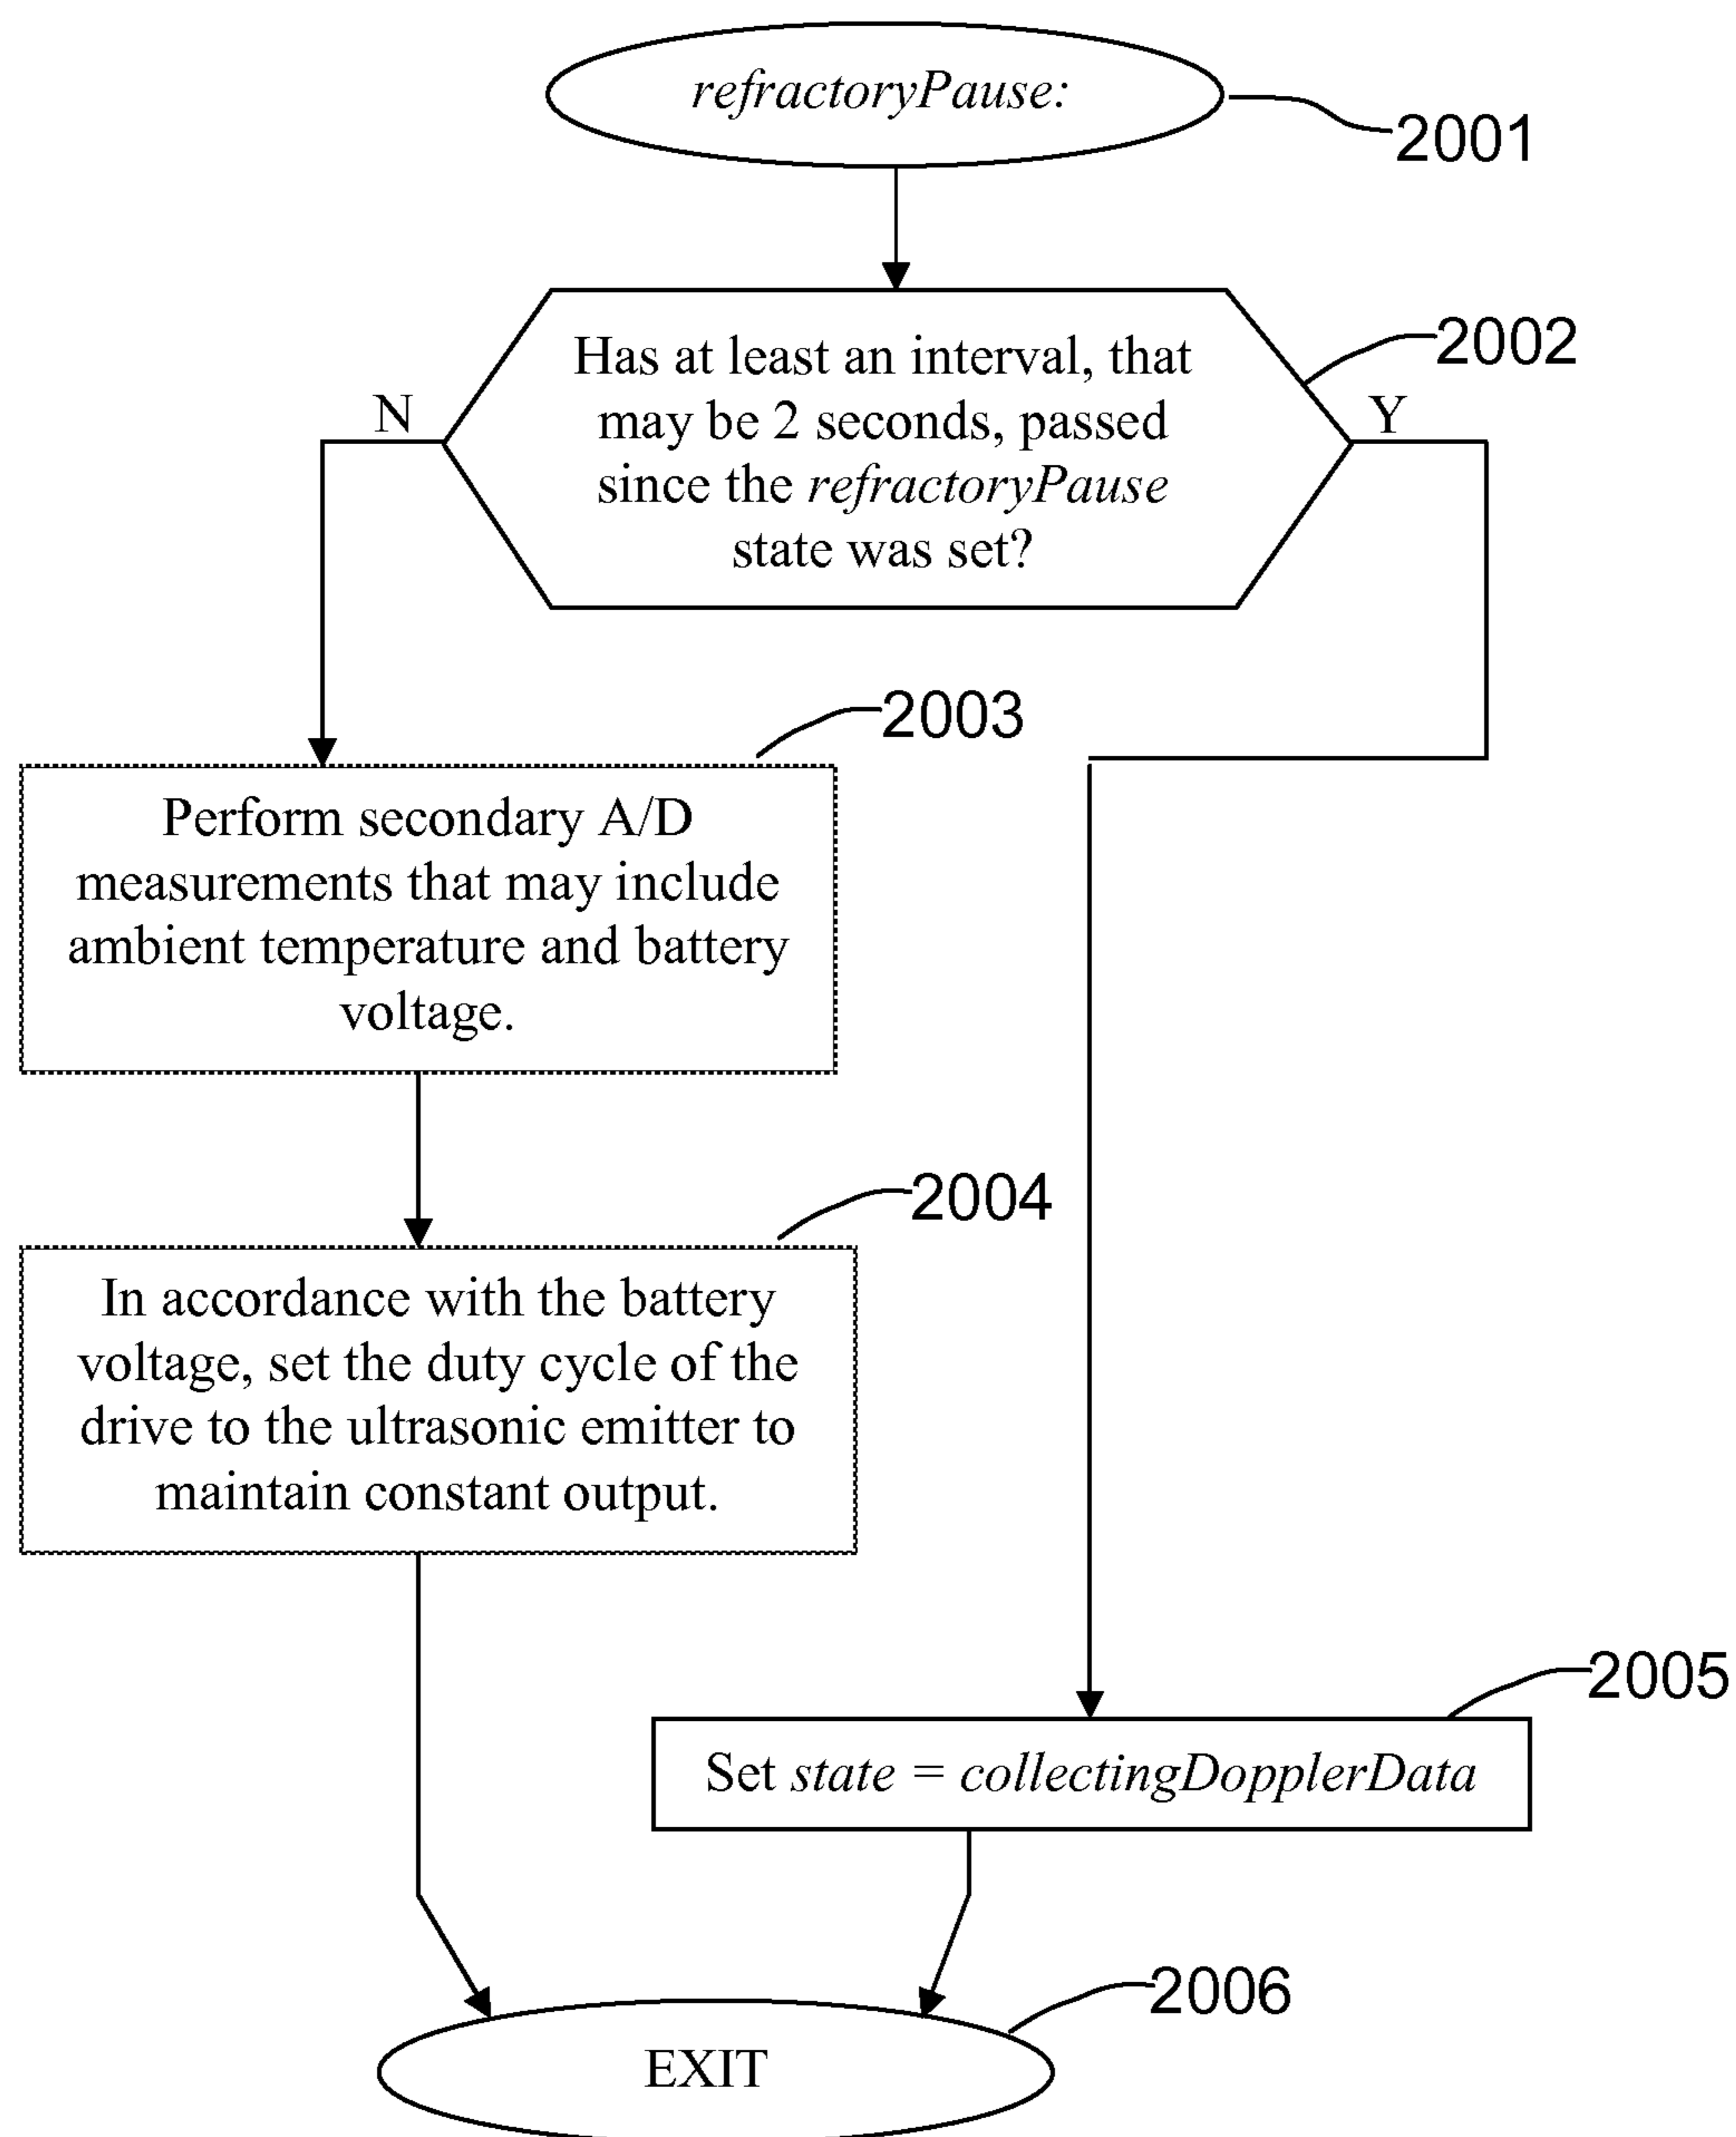 refractoryPause:
2001
Has at least an interval, that
may be 2 seconds, passed
since the refractoryPause
state was set?
2002
N
Y
2003
Perform secondary A/D
measurements that may include
ambient temperature and battery
voltage.
2004
In accordance with the battery
voltage, set the duty cycle of the
drive to the ultrasonic emitter to
maintain constant output.
2005
Set state = collectingDopplerData
2006
EXIT